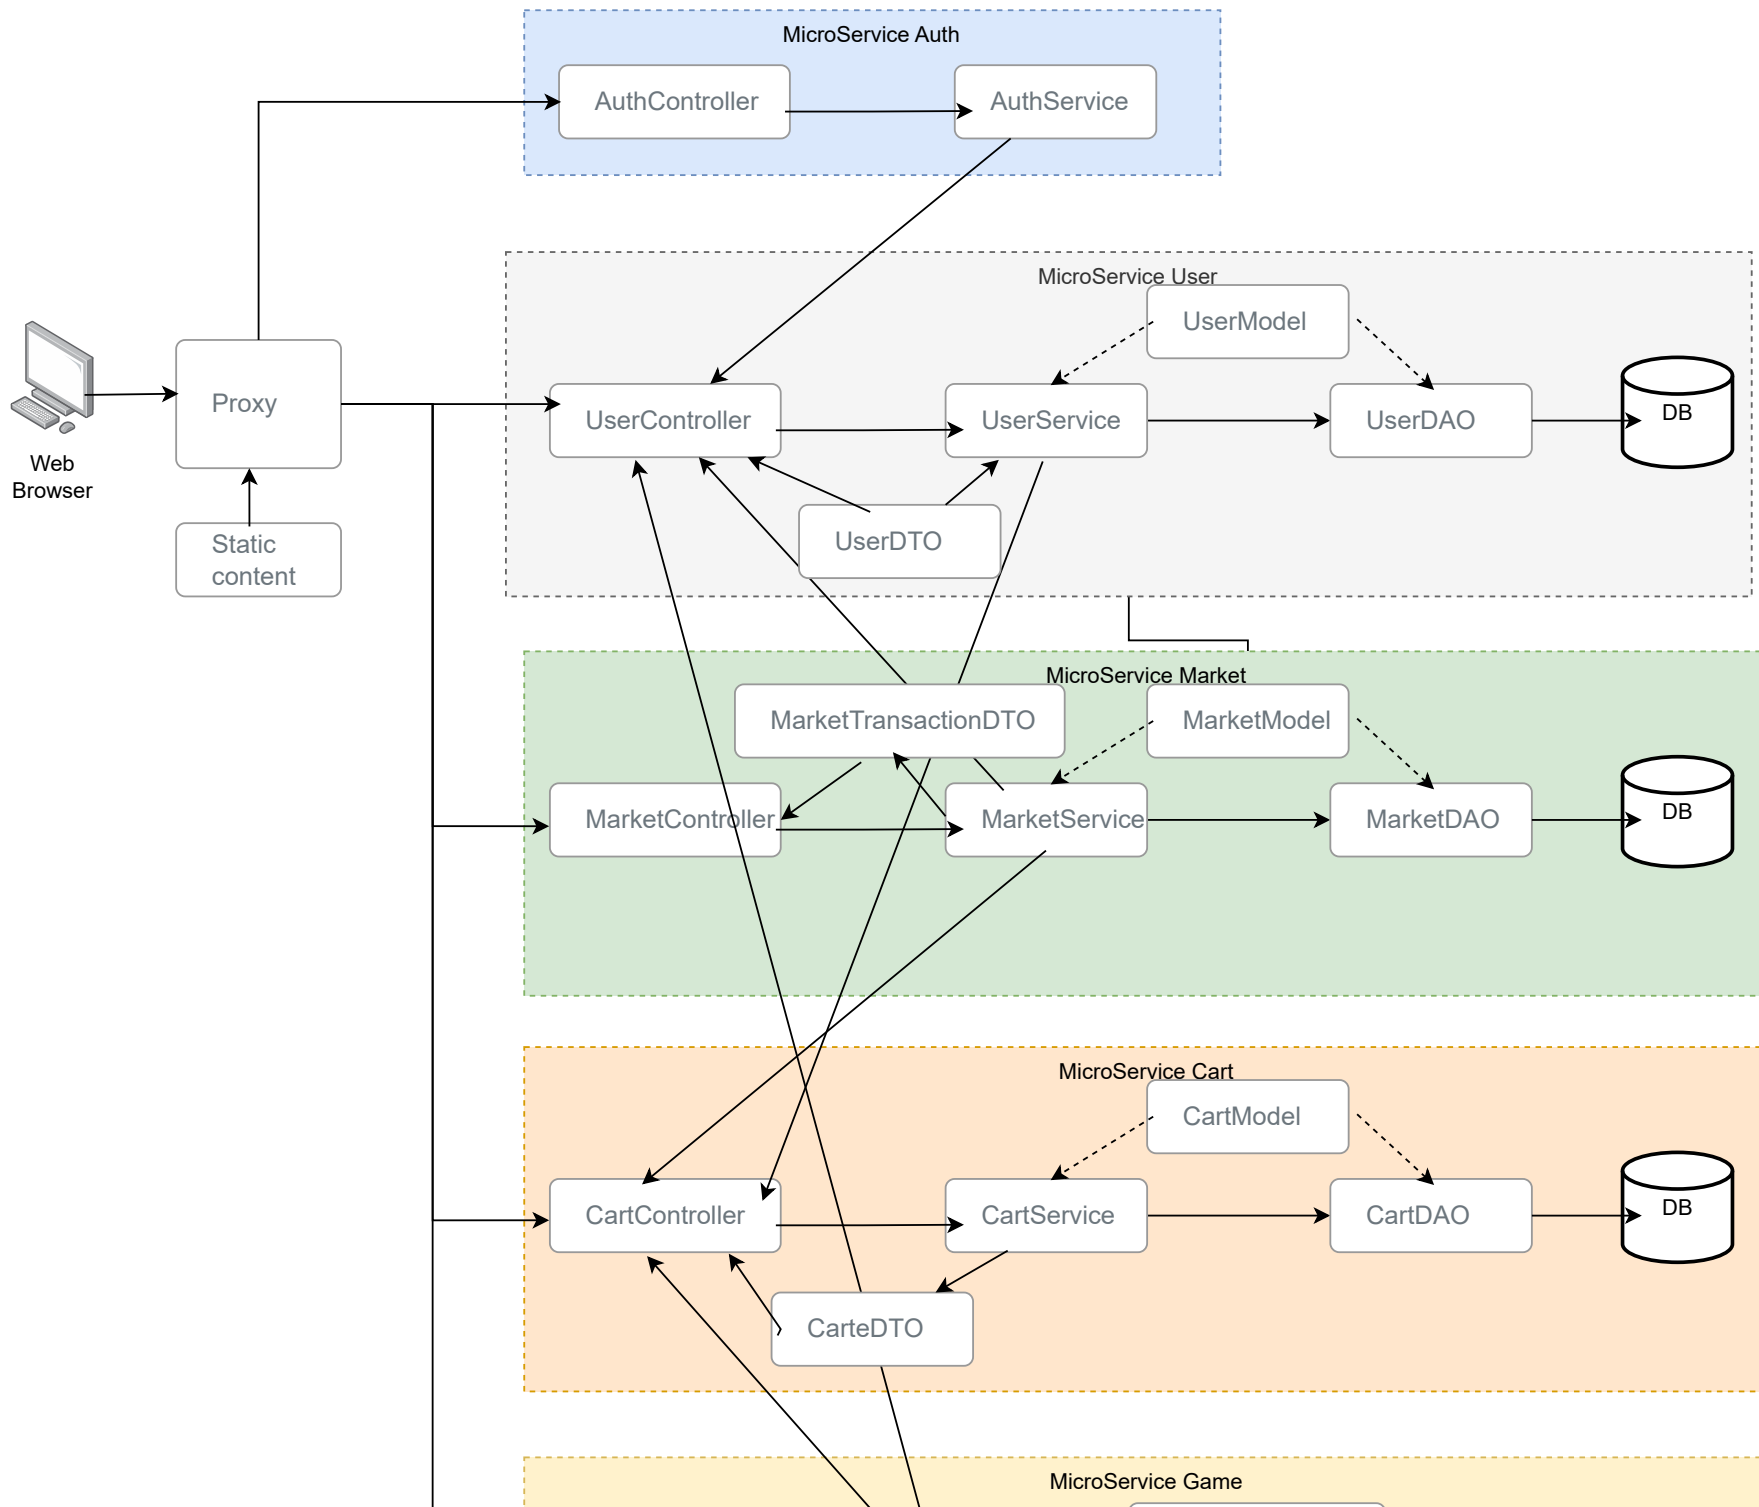 MicroService Auth
AuthController
AuthService
MicroService User
UserModel
Proxy
UserController
UserService
UserDAO
DB
Web
Browser
Static
content
UserDTO
MicroService Market
MarketTransactionDTO
MarketModel
MarketController
MarketService
MarketDAO
DB
MicroService Cart
CartModel
CartController
CartService
CartDAO
DB
CarteDTO
MicroService Game